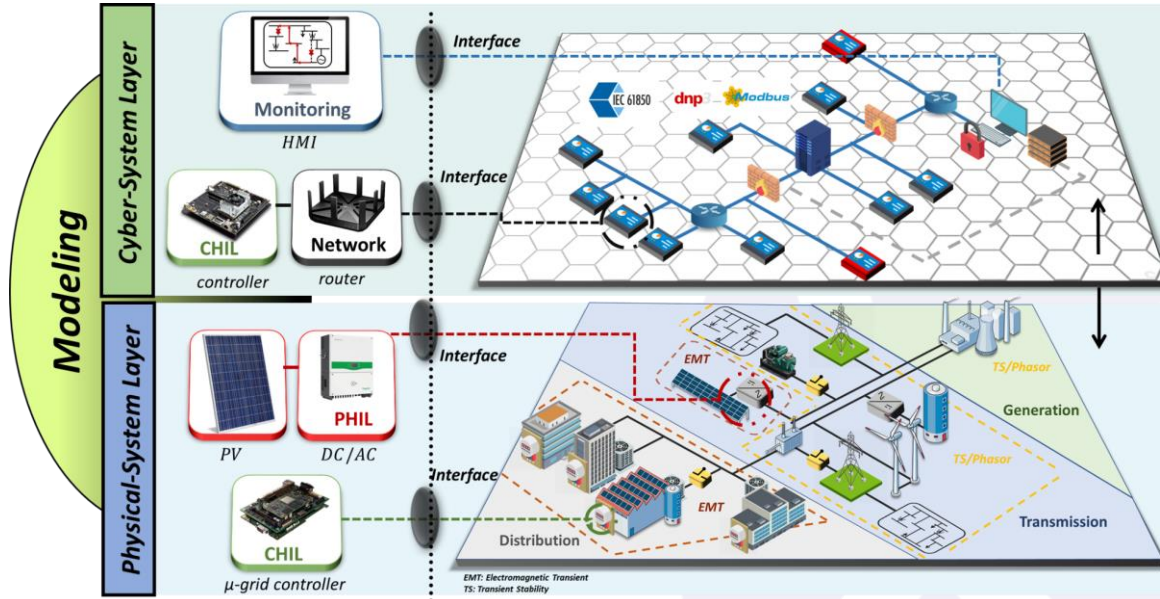 Modeling
Cyber-System Layer
Monitoring
HMI
CHIL
controller
Network
router
Interface
Interface
IEC 61850
dnp3
Modbus
Physical-System Layer
PV
PHIL
DC/AC
CHIL
μ-grid controller
Interface
Interface
EMT
TS/Phasor
Generation
TS/Phasor
EMT
Transmission
Distribution
EMT: Electromagnetic Transient
TS: Transient Stability